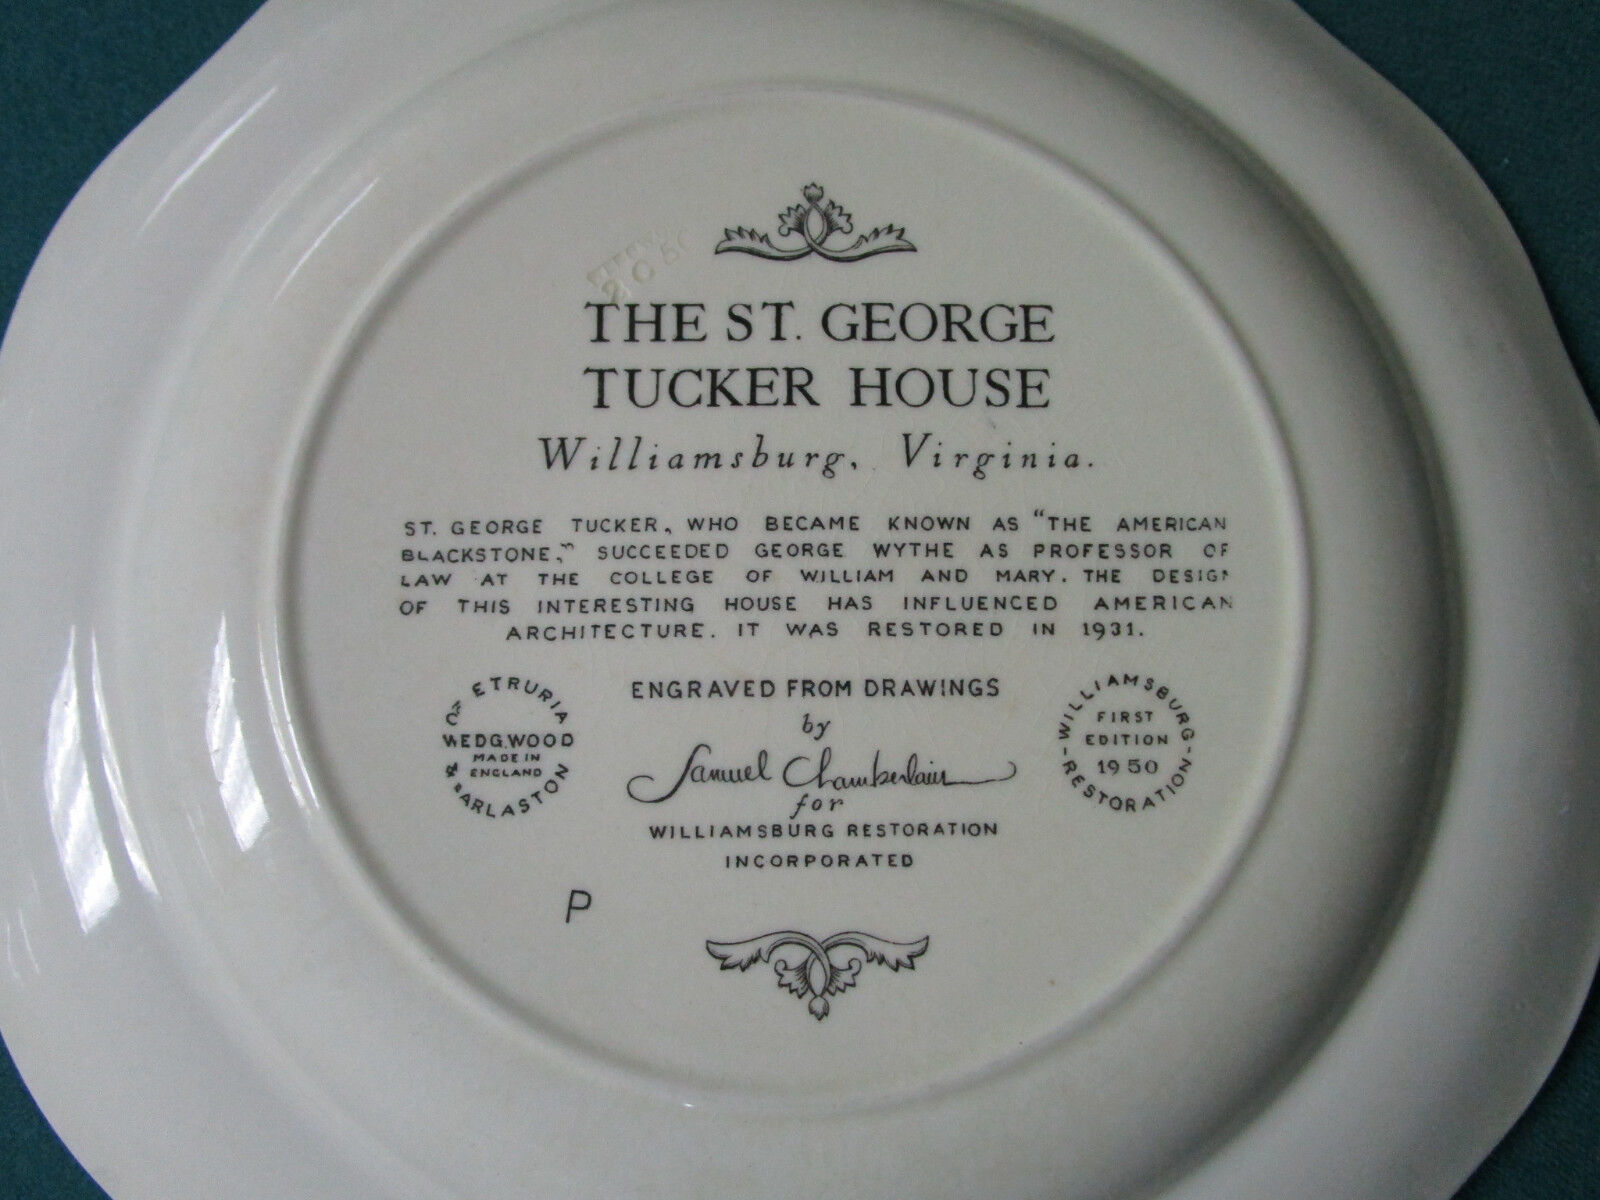 THE ST. GEORGE
TUCKER HOUSE
Williamsburg, Virginia.
ST. GEORGE TUCKER, WHO BECAME KNOWN AS "THE AMERICAN
BLACKSTONE," SUCCEEDED GEORGE WYTHE AS PROFESSOR OF
LAW AT THE COLLEGE OF WILLIAM AND MARY. THE DESIGN
OF THIS INTERESTING HOUSE HAS INFLUENCED AMERICAN
ARCHITECTURE. IT WAS RESTORED IN 1931.
OF ETRURIA
WEDGWOOD
MADE IN
ENGLAND
& BARLASTON
ENGRAVED FROM DRAWINGS
by
Samuel Chamberlain
for
WILLIAMSBURG RESTORATION
INCORPORATED
WILLIAMSBURG
FIRST
EDITION
1950
-RESTORATION-
P